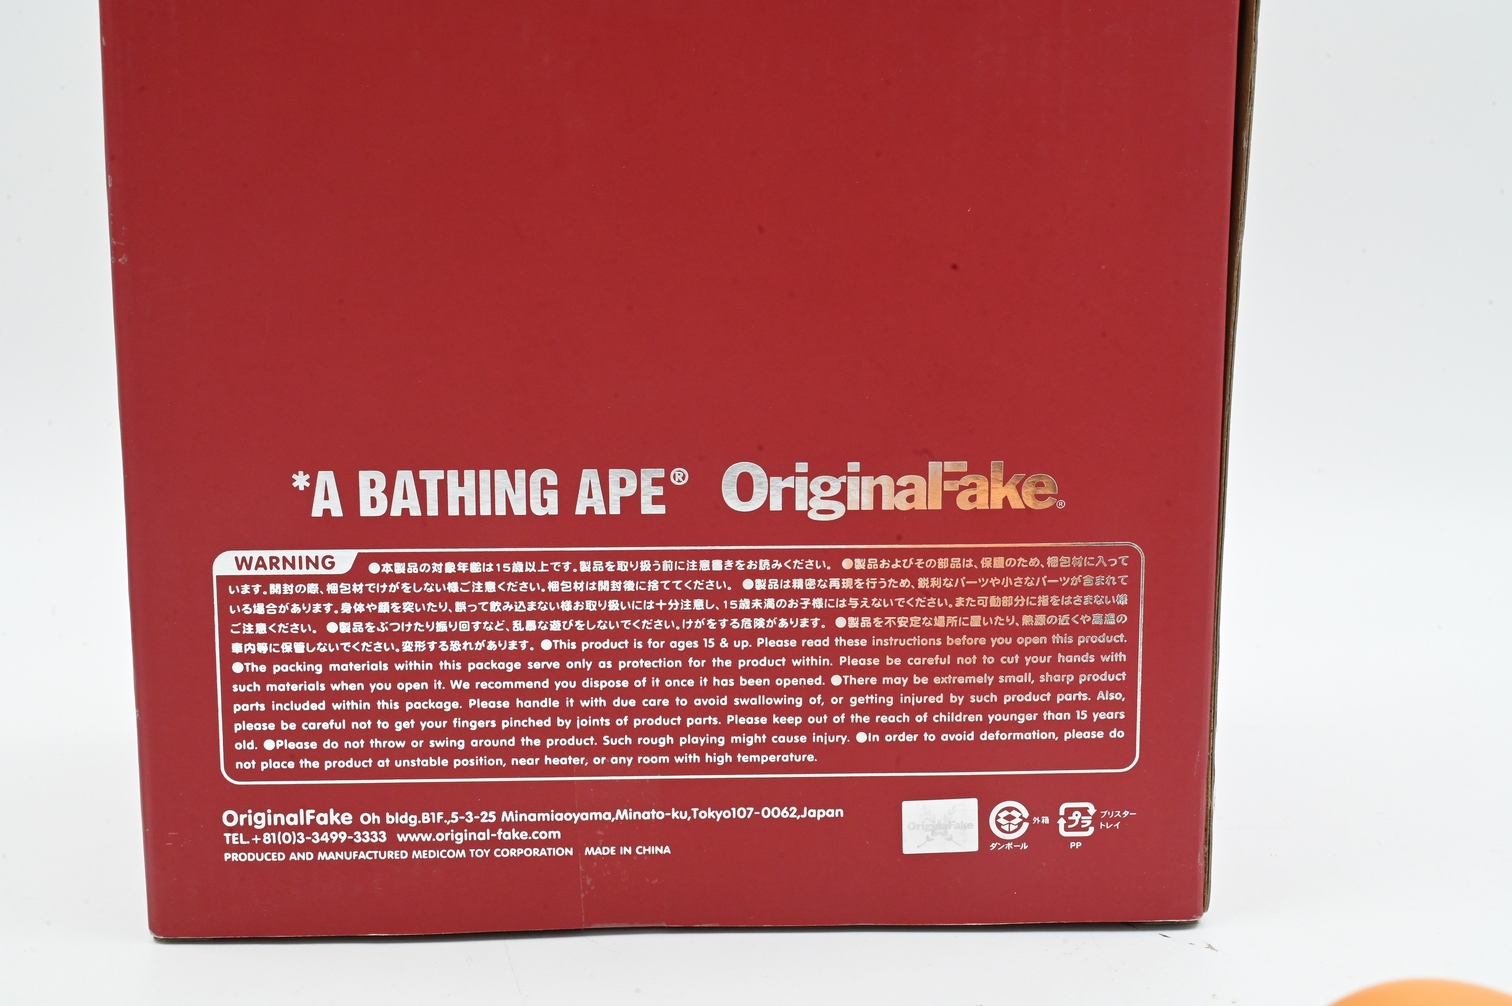 *A BATHING APE® OriginalFake®
WARNING
●本製品の対象年齢は15歳以上です。製品を取り扱う前に注意書きをお読みください。 ●製品およびその部品は、保護のため、梱包材に入って
います。開封の際、梱包材でけがをしない様ご注意ください。梱包材は開封後に捨ててください。 ●製品は精密な再現を行うため、鋭利なパーツや小さなパーツが含まれて
いる場合があります。身体や顔を突いたり、誤って飲み込まない様お取り扱いには十分注意し、15歳未満のお子様には与えないでください。また可動部分に指をはさまない様
ご注意ください。 ●製品をぶつけたり振り回すなど、乱暴な遊びをしないでください。けがをする危険があります。 ●製品を不安定な場所に置いたり、熱源の近くや高温の
車内等に保管しないでください。変形する恐れがあります。 ●This product is for ages 15 & up. Please read these instructions before you open this product.
●The packing materials within this package serve only as protection for the product within. Please be careful not to cut your hands with
such materials when you open it. We recommend you dispose of it once it has been opened. ●There may be extremely small, sharp product
parts included within this package. Please handle it with due care to avoid swallowing of, or getting injured by such product parts. Also,
please be careful not to get your fingers pinched by joints of product parts. Please keep out of the reach of children younger than 15 years
old. ●Please do not throw or swing around the product. Such rough playing might cause injury. ●In order to avoid deformation, please do
not place the product at unstable position, near heater, or any room with high temperature.
OriginalFake Oh bldg.B1F.,5-3-25 Minamiaoyama,Minato-ku,Tokyo107-0062,Japan
TEL.+81(0)3-3499-3333 www.original-fake.com
PRODUCED AND MANUFACTURED MEDICOM TOY CORPORATION MADE IN CHINA
OriginalFake
外箱
ダンボール
プラ
ブリスター
トレイ
PP